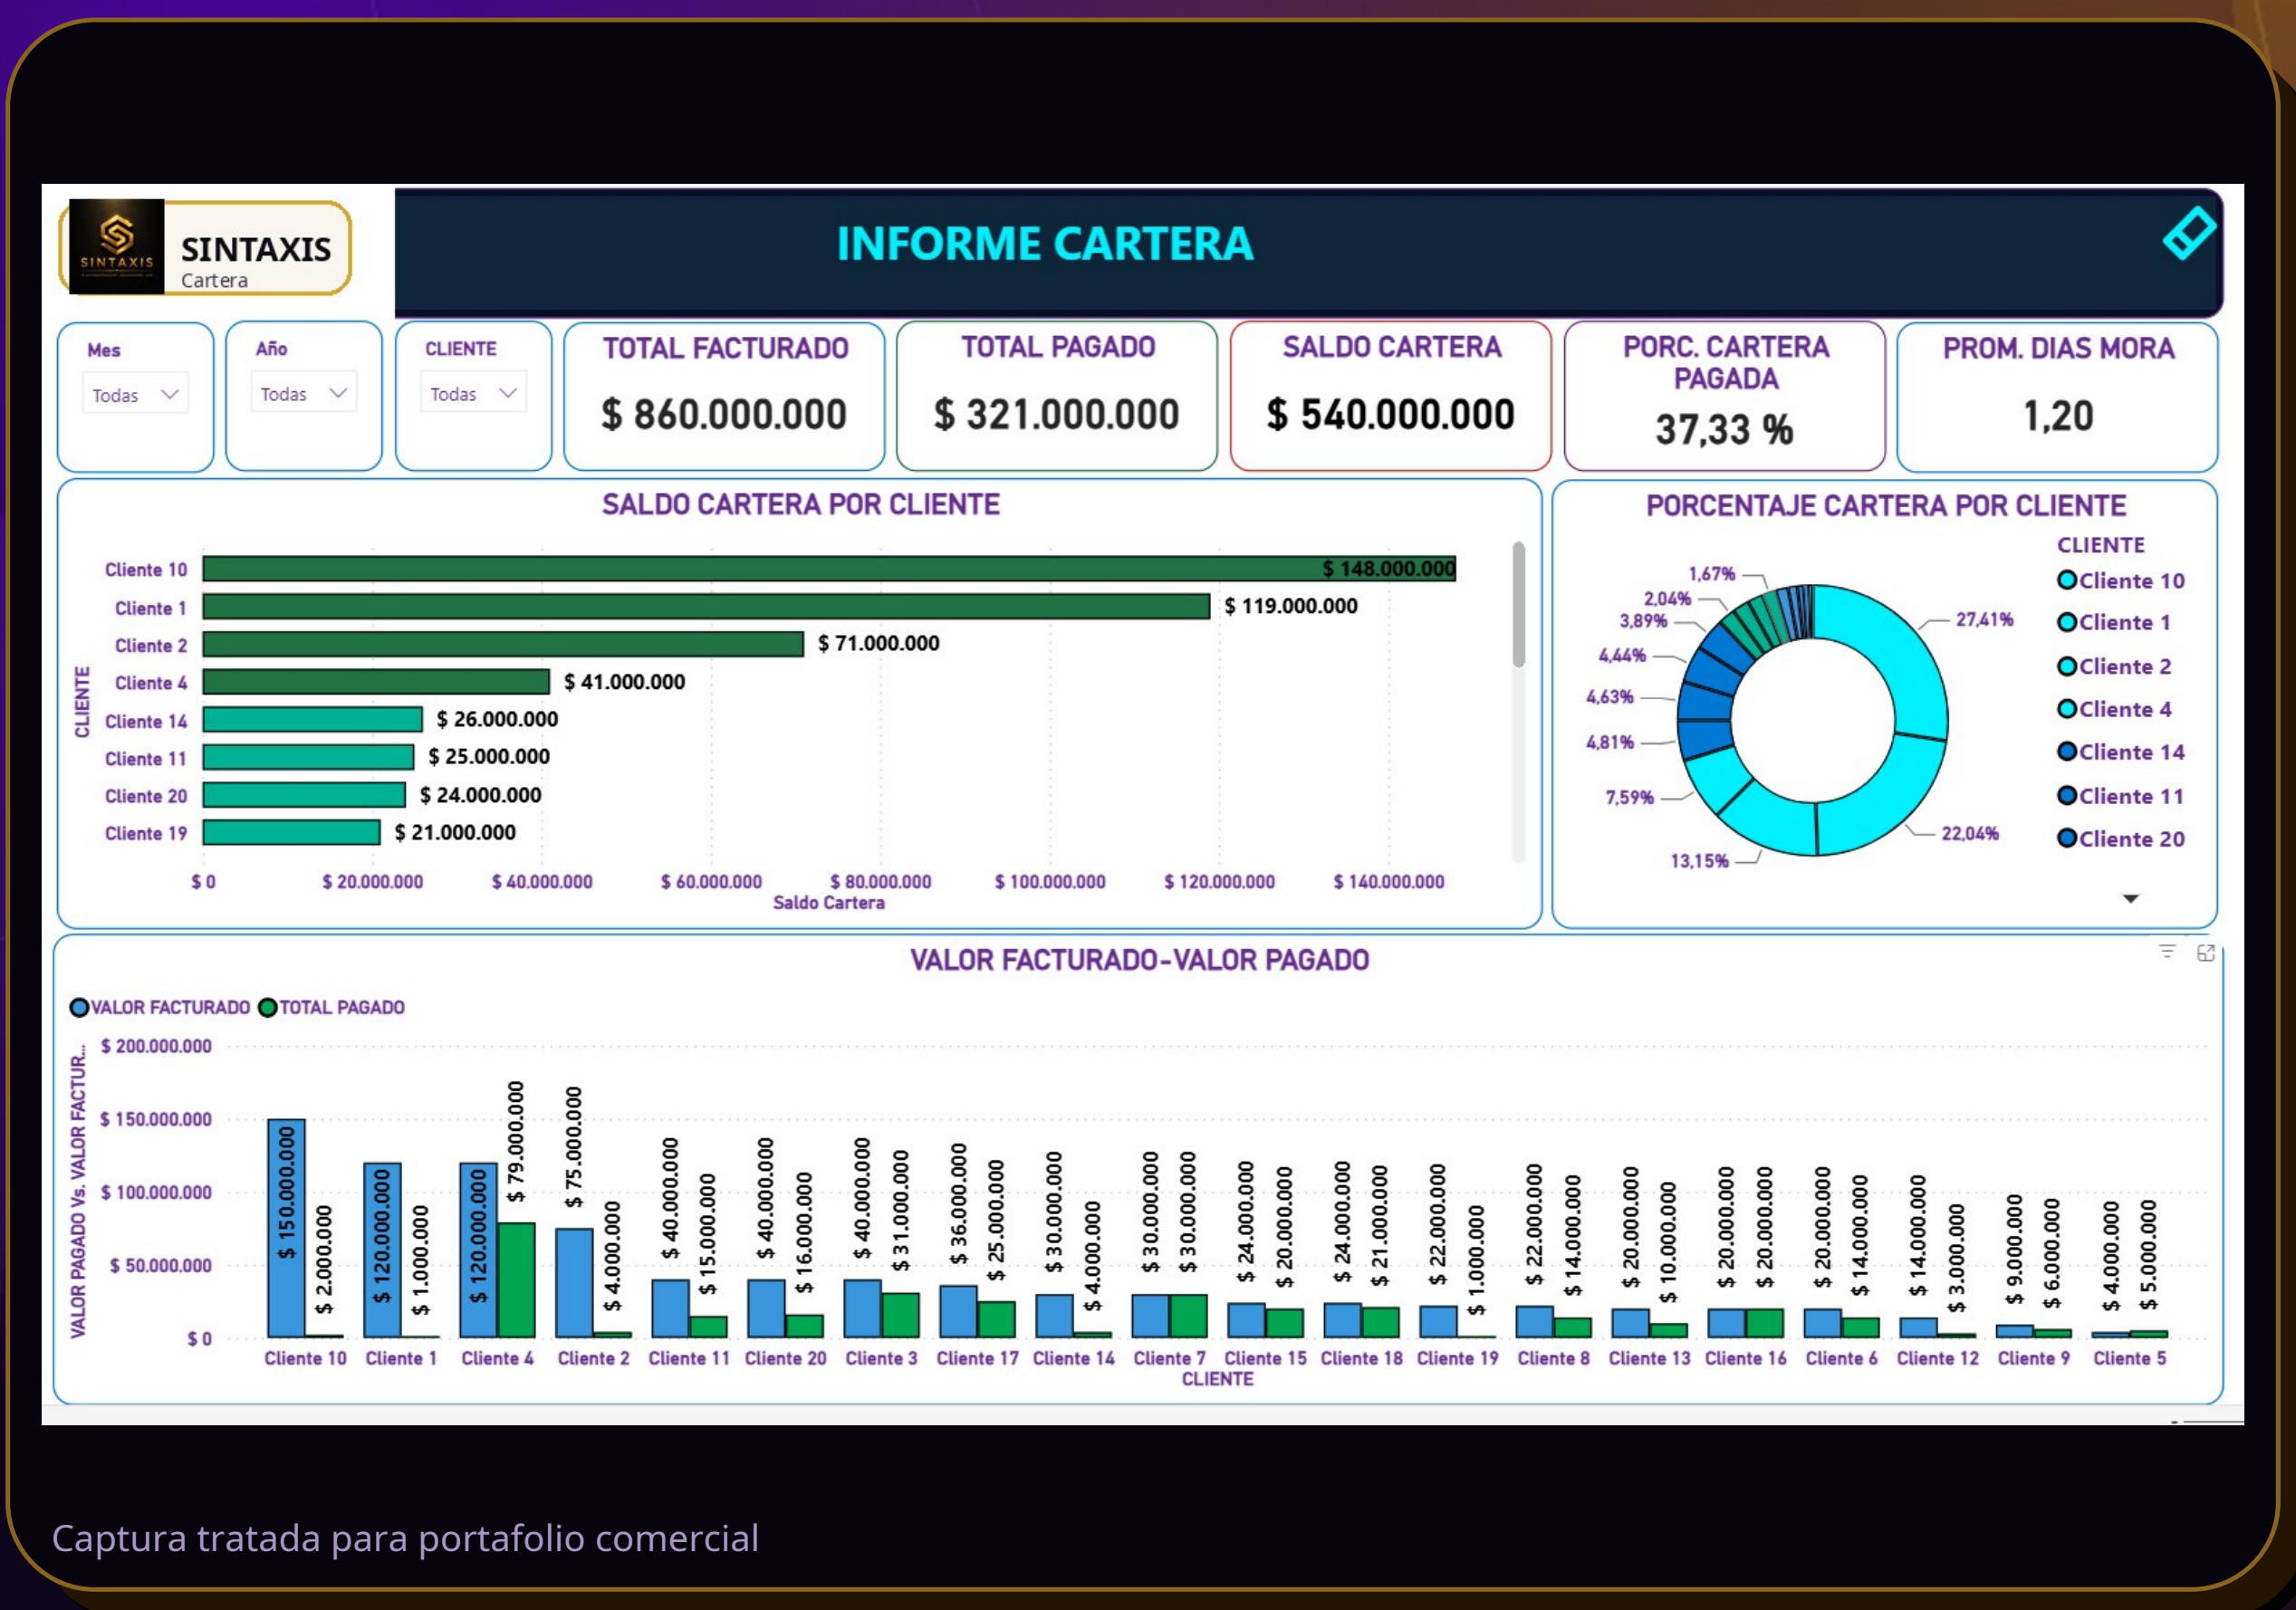 SINTAXIS
SINTAXIS
Cartera
INFORME CARTERA
Mes
Todas
Año
Todas
CLIENTE
Todas
TOTAL FACTURADO
$ 860.000.000
TOTAL PAGADO
$ 321.000.000
SALDO CARTERA
$ 540.000.000
PORC. CARTERA
PAGADA
37,33 %
PROM. DIAS MORA
1,20
SALDO CARTERA POR CLIENTE
CLIENTE
Cliente 10 $ 148.000.000
Cliente 1 $ 119.000.000
Cliente 2 $ 71.000.000
Cliente 4 $ 41.000.000
Cliente 14 $ 26.000.000
Cliente 11 $ 25.000.000
Cliente 20 $ 24.000.000
Cliente 19 $ 21.000.000
$ 0 $ 20.000.000 $ 40.000.000 $ 60.000.000 $ 80.000.000 $ 100.000.000 $ 120.000.000 $ 140.000.000
Saldo Cartera
PORCENTAJE CARTERA POR CLIENTE
1,67%
2,04%
3,89%
4,44%
4,63%
4,81%
7,59%
13,15%
22,04%
27,41%
CLIENTE
Cliente 10
Cliente 1
Cliente 2
Cliente 4
Cliente 14
Cliente 11
Cliente 20
VALOR FACTURADO-VALOR PAGADO
VALOR FACTURADO TOTAL PAGADO
VALOR PAGADO Vs. VALOR FACTUR...
$ 200.000.000
$ 150.000.000
$ 100.000.000
$ 50.000.000
$ 0
$ 150.000.000
$ 2.000.000
$ 120.000.000
$ 1.000.000
$ 120.000.000
$ 79.000.000
$ 75.000.000
$ 4.000.000
$ 40.000.000
$ 15.000.000
$ 40.000.000
$ 16.000.000
$ 40.000.000
$ 31.000.000
$ 36.000.000
$ 25.000.000
$ 30.000.000
$ 4.000.000
$ 30.000.000
$ 30.000.000
$ 24.000.000
$ 20.000.000
$ 24.000.000
$ 21.000.000
$ 22.000.000
$ 1.000.000
$ 22.000.000
$ 14.000.000
$ 20.000.000
$ 10.000.000
$ 20.000.000
$ 20.000.000
$ 20.000.000
$ 14.000.000
$ 14.000.000
$ 3.000.000
$ 9.000.000
$ 6.000.000
$ 4.000.000
$ 5.000.000
Cliente 10 Cliente 1 Cliente 4 Cliente 2 Cliente 11 Cliente 20 Cliente 3 Cliente 17 Cliente 14 Cliente 7 Cliente 15 Cliente 18 Cliente 19 Cliente 8 Cliente 13 Cliente 16 Cliente 6 Cliente 12 Cliente 9 Cliente 5
CLIENTE
Captura tratada para portafolio comercial